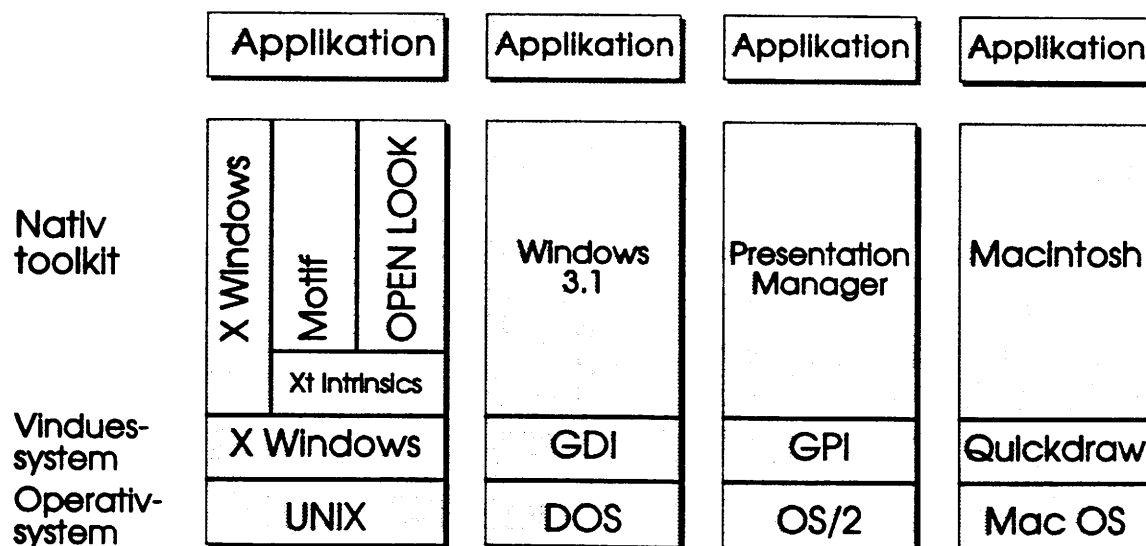 Applikation
Applikation
Applikation
Applikation
Nativ
toolkit
X Windows
Motif
OPEN LOOK
Xt Intrinsics
Windows
3.1
Presentation
Manager
Macintosh
Vindues-
system
X Windows
GDI
GPI
Quickdraw
Operativ-
system
UNIX
DOS
OS/2
Mac OS